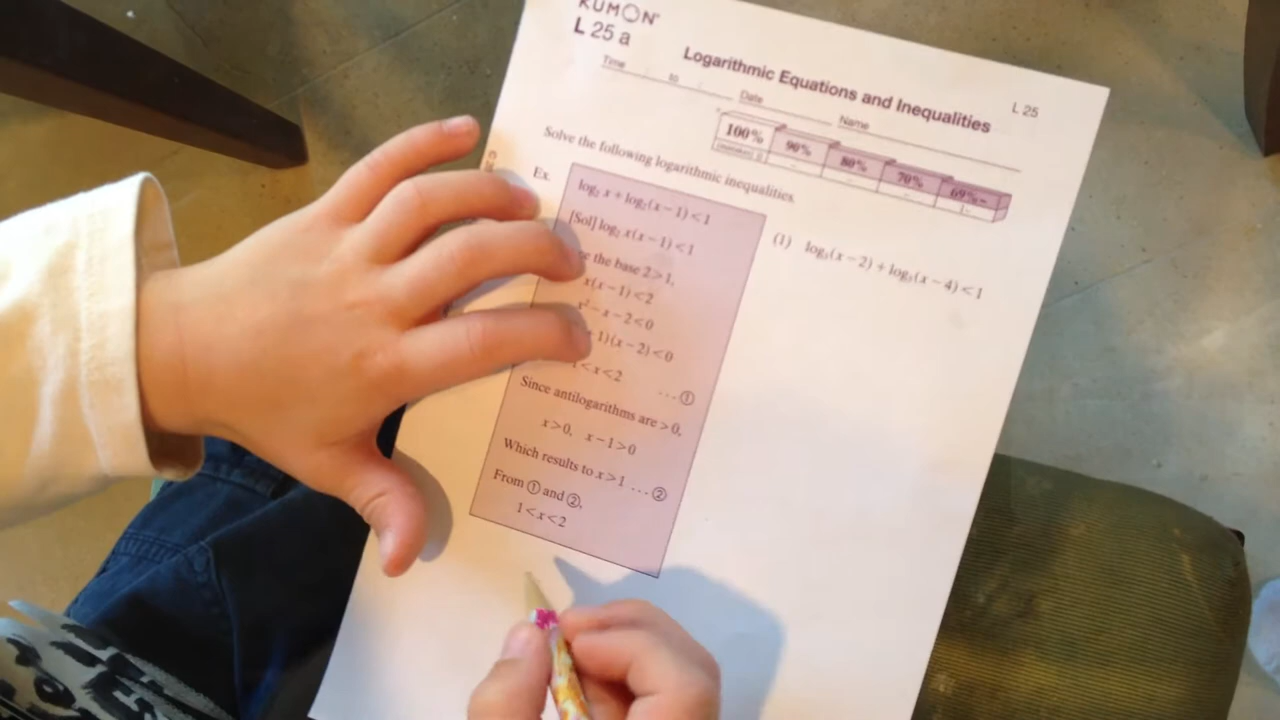 KUMON
L 25 a
Logarithmic Equations and Inequalities
L 25
Time to
Date
Name
100% 90% 80% 70% 69%~
Solve the following logarithmic inequalities.
Ex.
log₂ x + log₂(x − 1) < 1
[Sol] log₂ x(x − 1) < 1
the base 2 > 1,
x(x − 1) < 2
x² − x − 2 < 0
1)(x − 2) < 0
< x < 2 … ①
Since antilogarithms are > 0,
x > 0, x − 1 > 0
Which results to x > 1 … ②
From ① and ②,
1 < x < 2
(1) log₃(x − 2) + log₃(x − 4) < 1